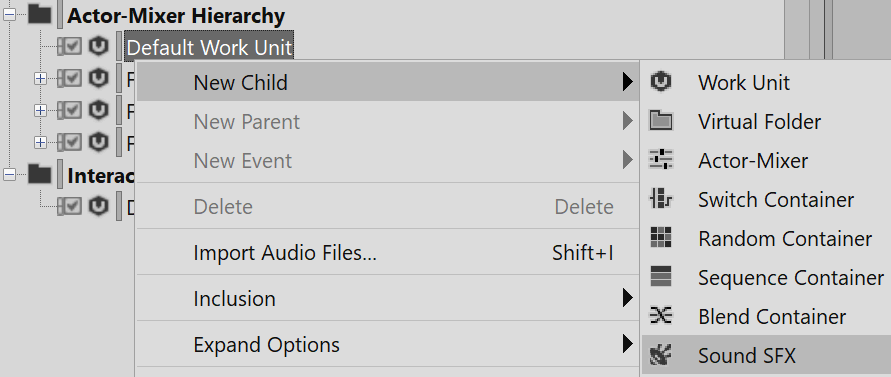 Actor-Mixer Hierarchy
Default Work Unit
New Child
New Parent
New Event
Delete Delete
Import Audio Files... Shift+I
Inclusion
Expand Options
Work Unit
Virtual Folder
Actor-Mixer
Switch Container
Random Container
Sequence Container
Blend Container
Sound SFX